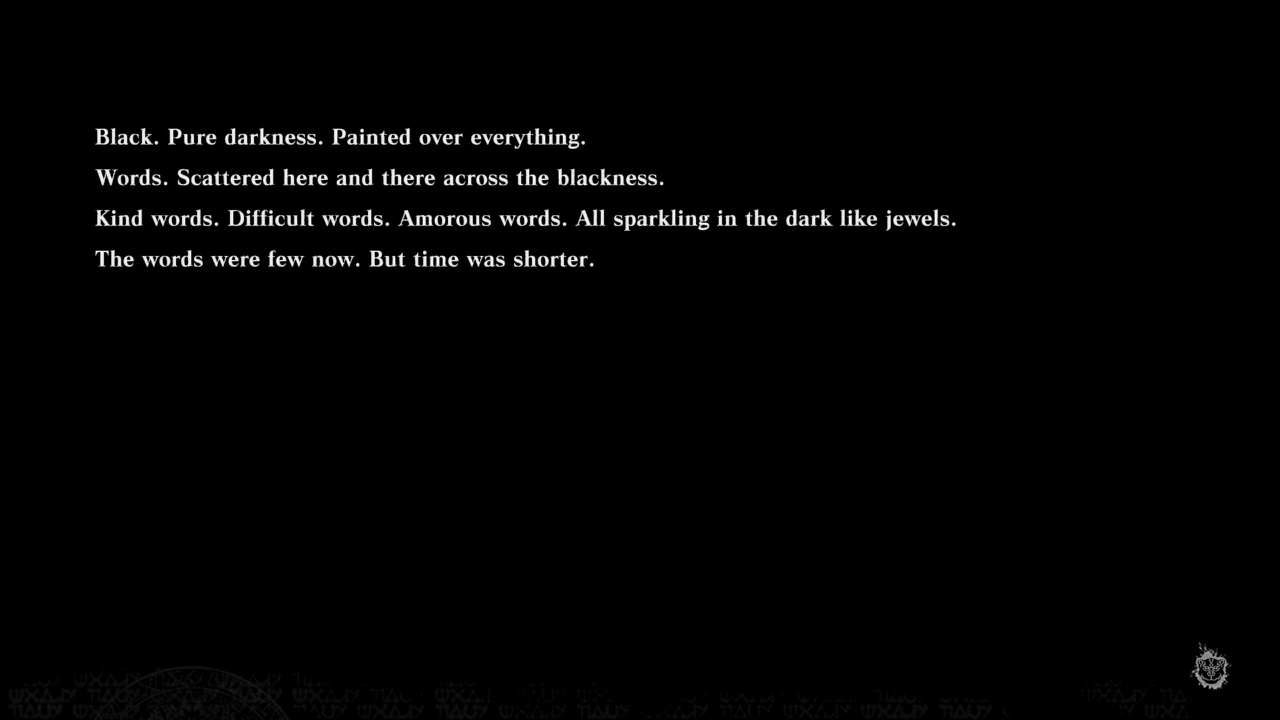 Black. Pure darkness. Painted over everything.
Words. Scattered here and there across the blackness.
Kind words. Difficult words. Amorous words. All sparkling in the dark like jewels.
The words were few now. But time was shorter.